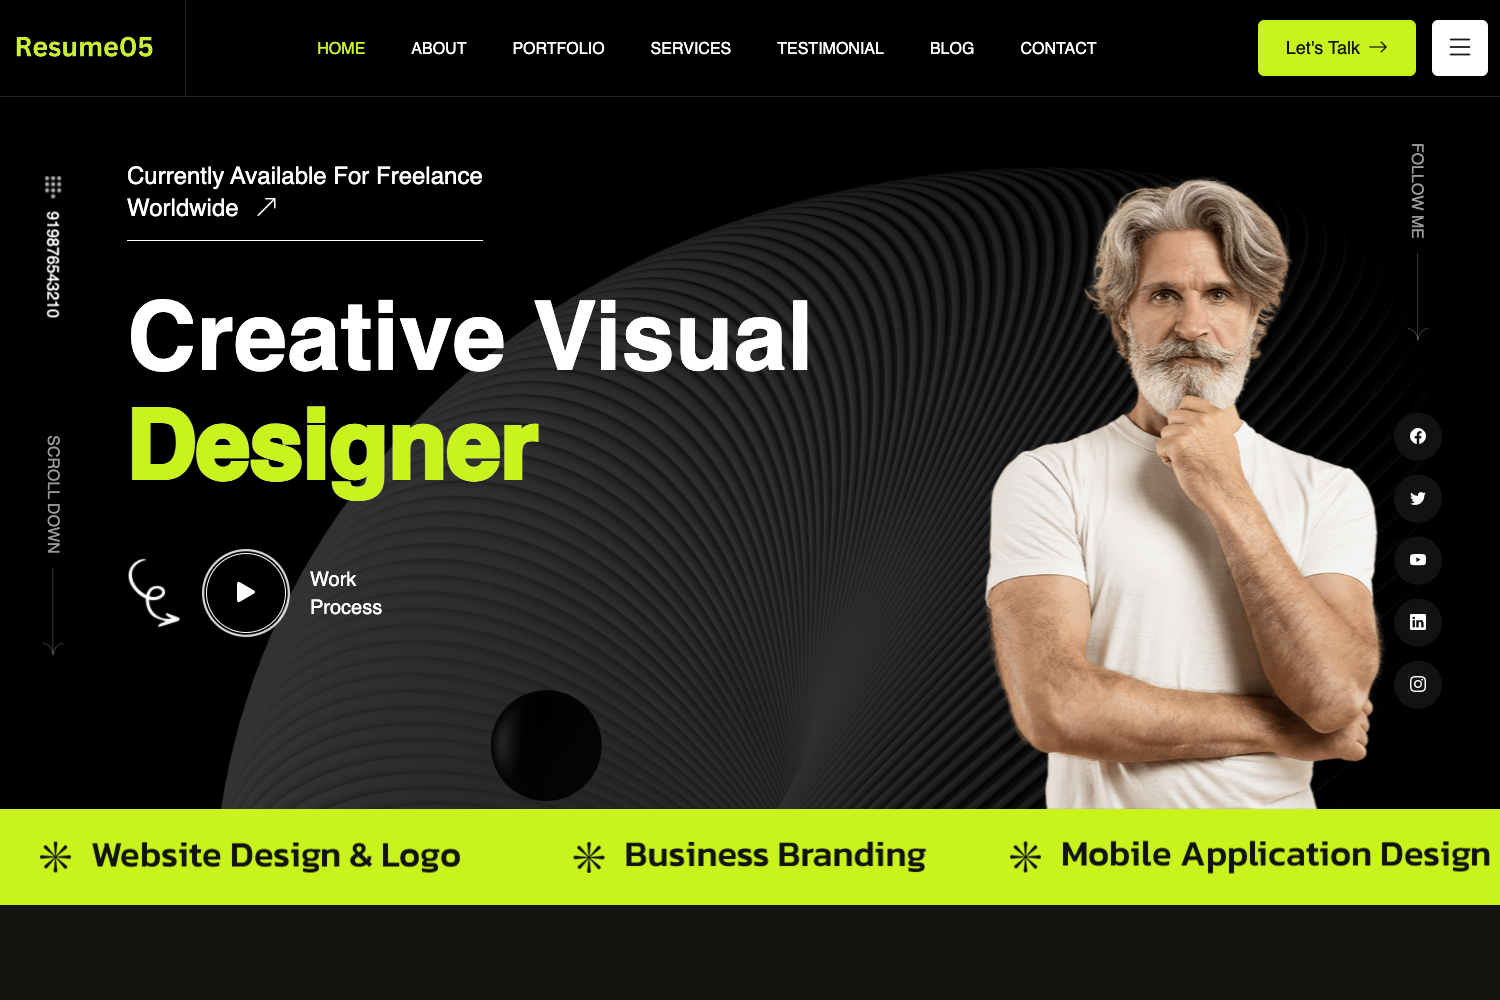 Resume05
HOME
ABOUT
PORTFOLIO
SERVICES
TESTIMONIAL
BLOG
CONTACT
Let's Talk
Currently Available For Freelance
Worldwide
Creative Visual
Designer
Work
Process
919876543210
SCROLL DOWN
FOLLOW ME
Website Design & Logo
Business Branding
Mobile Application Design